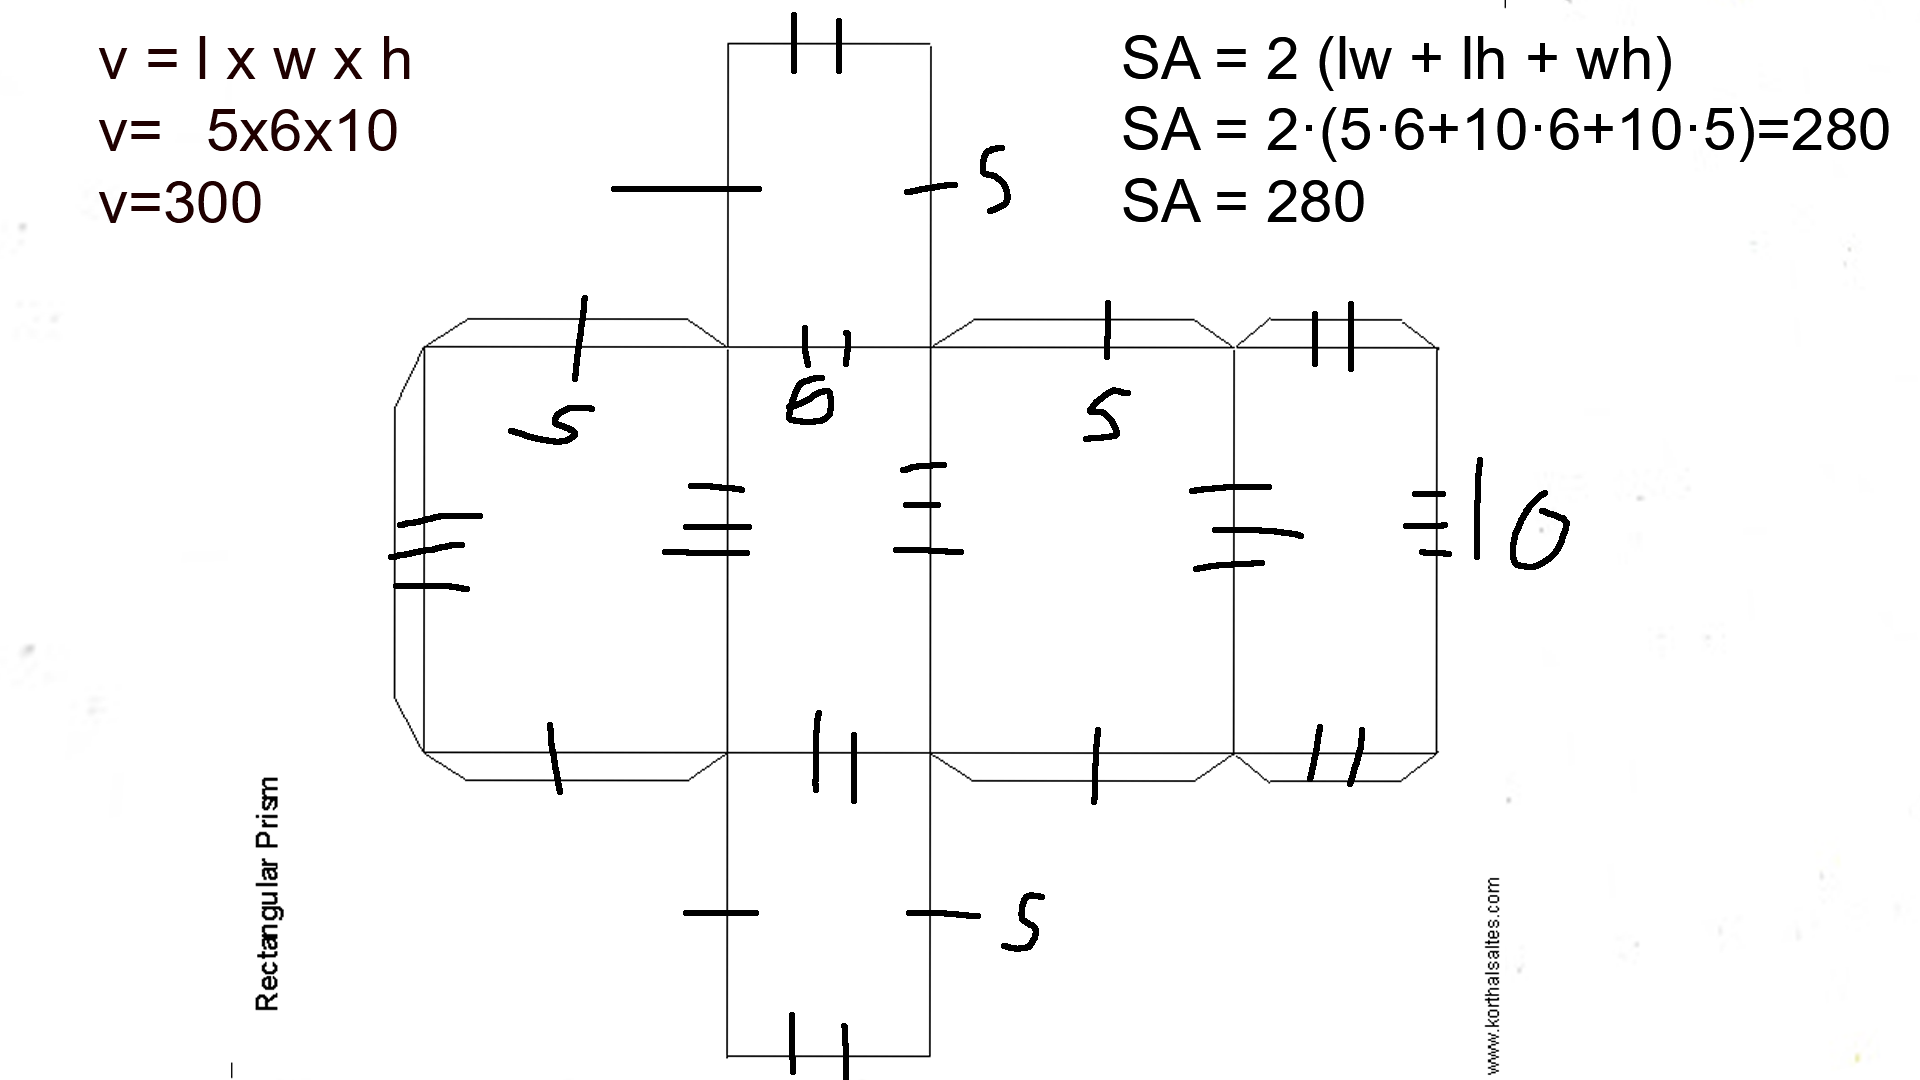 v = l x w x h
v= 5x6x10
v=300
SA = 2 (lw + lh + wh)
SA = 2·(5·6+10·6+10·5)=280
SA = 280
5
5
6
5
10
5
Rectangular Prism
www.korthalsaltes.com